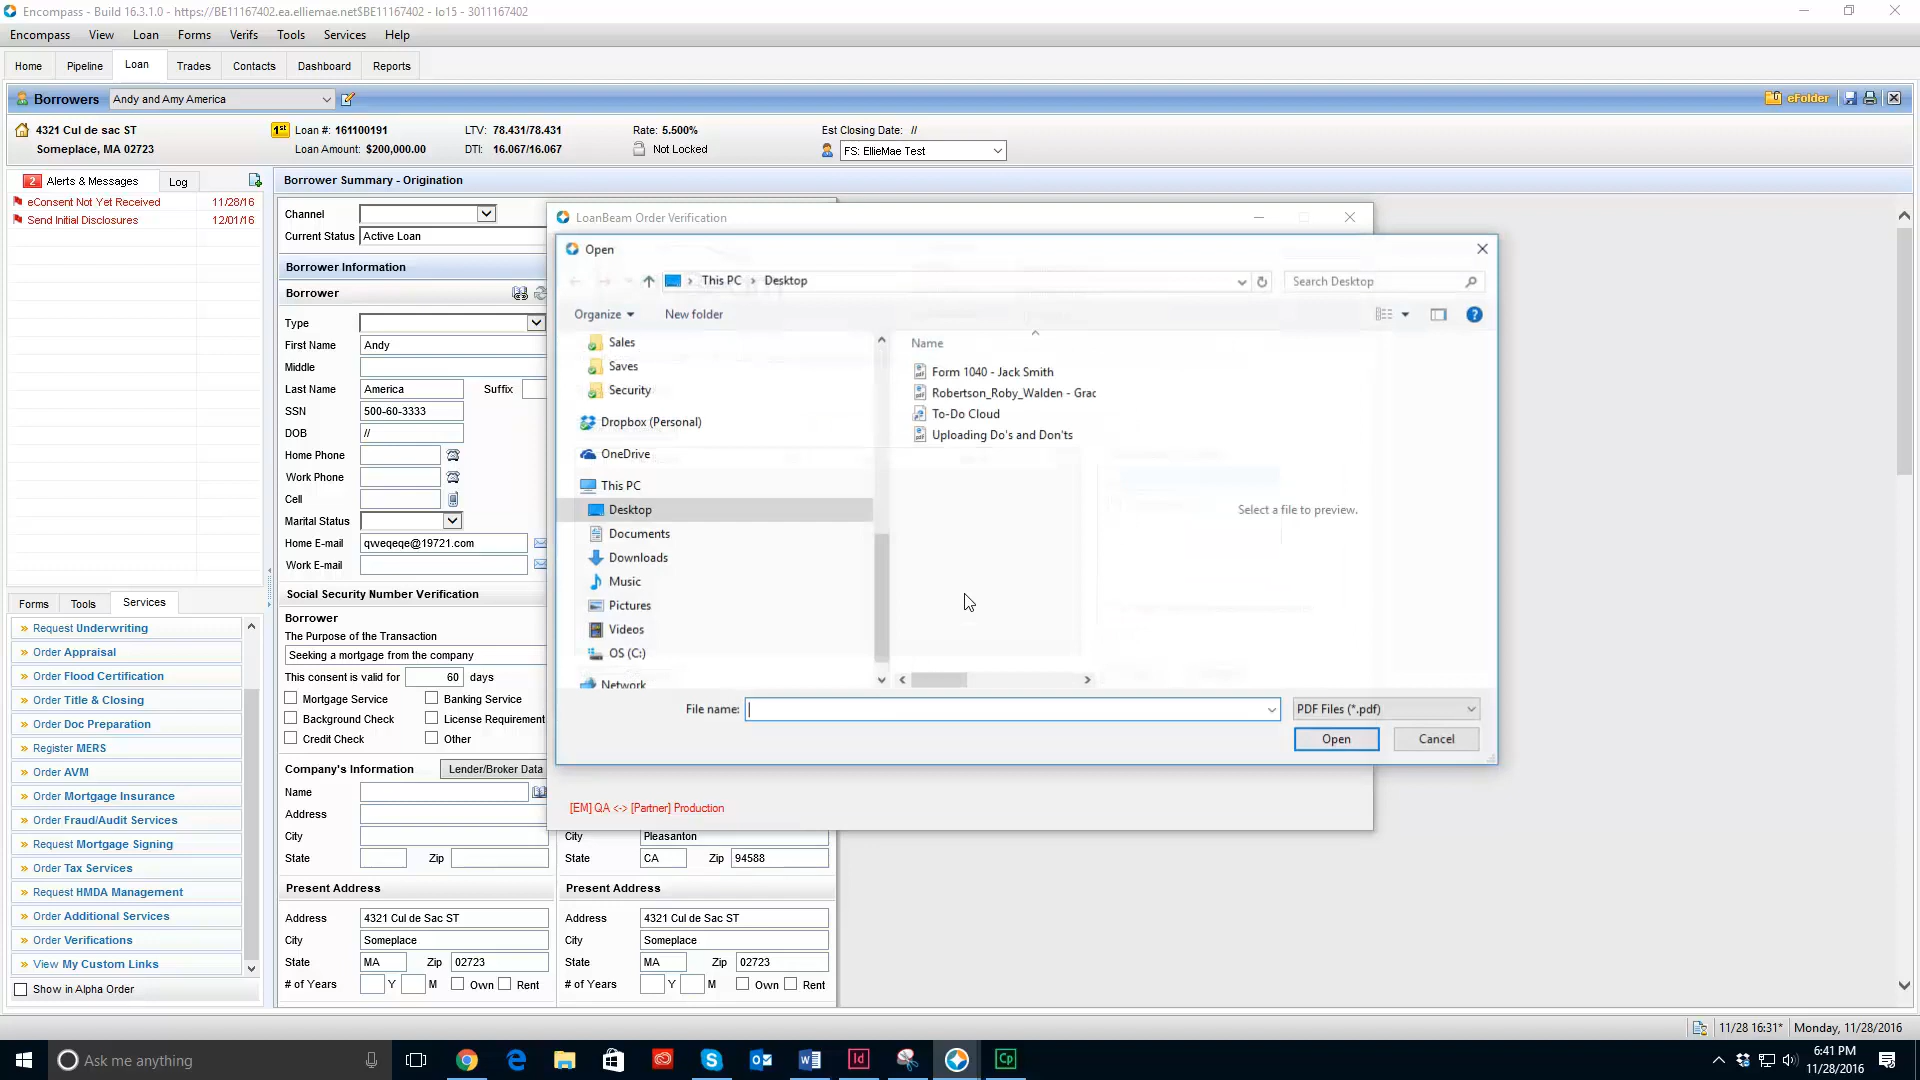 Encompass - Build 16.3.1.0 - https://BE11167402.ea.elliemae.net$BE11167402 - lo15 - 3011167402
Encompass View Loan Forms Verifs Tools Services Help
Home Pipeline Loan Trades Contacts Dashboard Reports
Borrowers Andy and Amy America eFolder
4321 Cul de sac ST 1st Loan #: 161100191 LTV: 78.431/78.431 Rate: 5.500% Est Closing Date: //
Someplace, MA 02723 Loan Amount: $200,000.00 DTI: 16.067/16.067 Not Locked FS: EllieMae Test
2 Alerts & Messages Log
eConsent Not Yet Received 11/28/16
Send Initial Disclosures 12/01/16
Forms Tools Services
» Request Underwriting
» Order Appraisal
» Order Flood Certification
» Order Title & Closing
» Order Doc Preparation
» Register MERS
» Order AVM
» Order Mortgage Insurance
» Order Fraud/Audit Services
» Request Mortgage Signing
» Order Tax Services
» Request HMDA Management
» Order Additional Services
» Order Verifications
» View My Custom Links
Show in Alpha Order
Borrower Summary - Origination
Channel
Current Status Active Loan
Borrower Information
Borrower
Type
First Name Andy
Middle
Last Name America Suffix
SSN 500-60-3333
DOB //
Home Phone
Work Phone
Cell
Marital Status
Home E-mail qweqeqe@19721.com
Work E-mail
Social Security Number Verification
Borrower
The Purpose of the Transaction
Seeking a mortgage from the company
This consent is valid for 60 days
Mortgage Service Banking Service
Background Check License Requirement
Credit Check Other
Company's Information Lender/Broker Data
Name
Address
City City Pleasanton
State Zip State CA Zip 94588
Present Address Present Address
Address 4321 Cul de Sac ST Address 4321 Cul de Sac ST
City Someplace City Someplace
State MA Zip 02723 State MA Zip 02723
# of Years Y M Own Rent # of Years Y M Own Rent
LoanBeam Order Verification
Open
This PC > Desktop Search Desktop
Organize New folder
Sales
Saves
Security
Dropbox (Personal)
OneDrive
This PC
Desktop
Documents
Downloads
Music
Pictures
Videos
OS (C:)
Network
Name
Form 1040 - Jack Smith
Robertson_Roby_Walden - Grac
To-Do Cloud
Uploading Do's and Don'ts
Select a file to preview.
File name: PDF Files (*.pdf)
Open Cancel
[EM] QA <-> [Partner] Production
11/28 16:31* Monday, 11/28/2016
Ask me anything
6:41 PM
11/28/2016